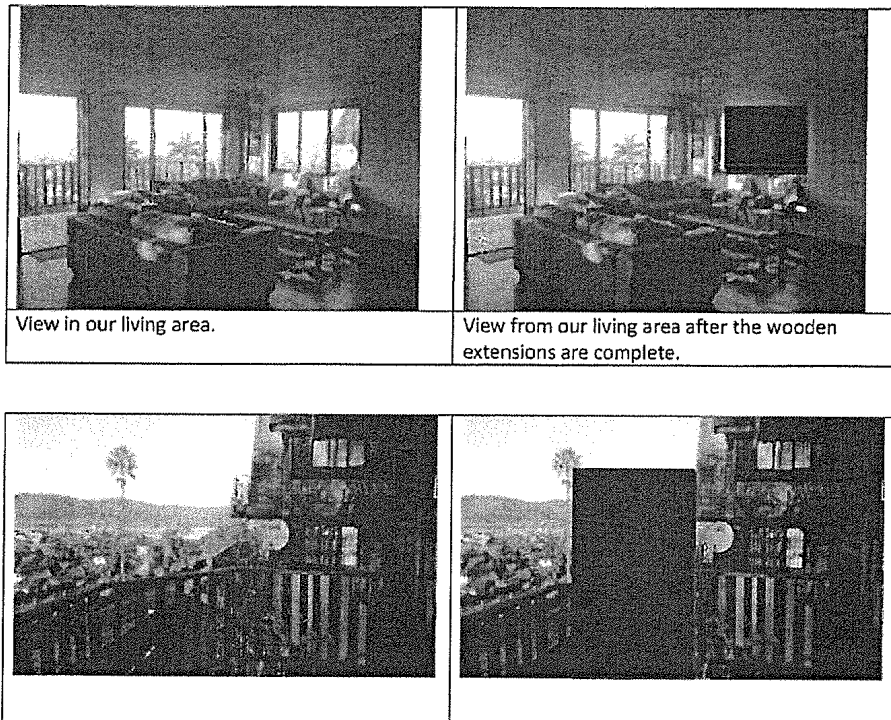 View in our living area.
View from our living area after the wooden
extensions are complete.